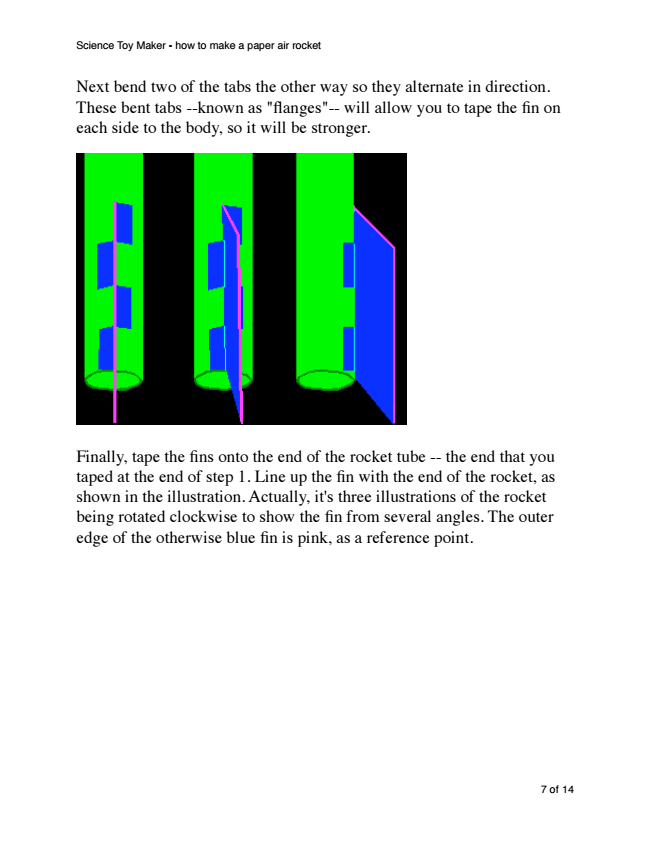 Science Toy Maker - how to make a paper air rocket
Next bend two of the tabs the other way so they alternate in direction.
These bent tabs --known as "flanges"-- will allow you to tape the fin on
each side to the body, so it will be stronger.
Finally, tape the fins onto the end of the rocket tube -- the end that you
taped at the end of step 1. Line up the fin with the end of the rocket, as
shown in the illustration. Actually, it's three illustrations of the rocket
being rotated clockwise to show the fin from several angles. The outer
edge of the otherwise blue fin is pink, as a reference point.
7 of 14